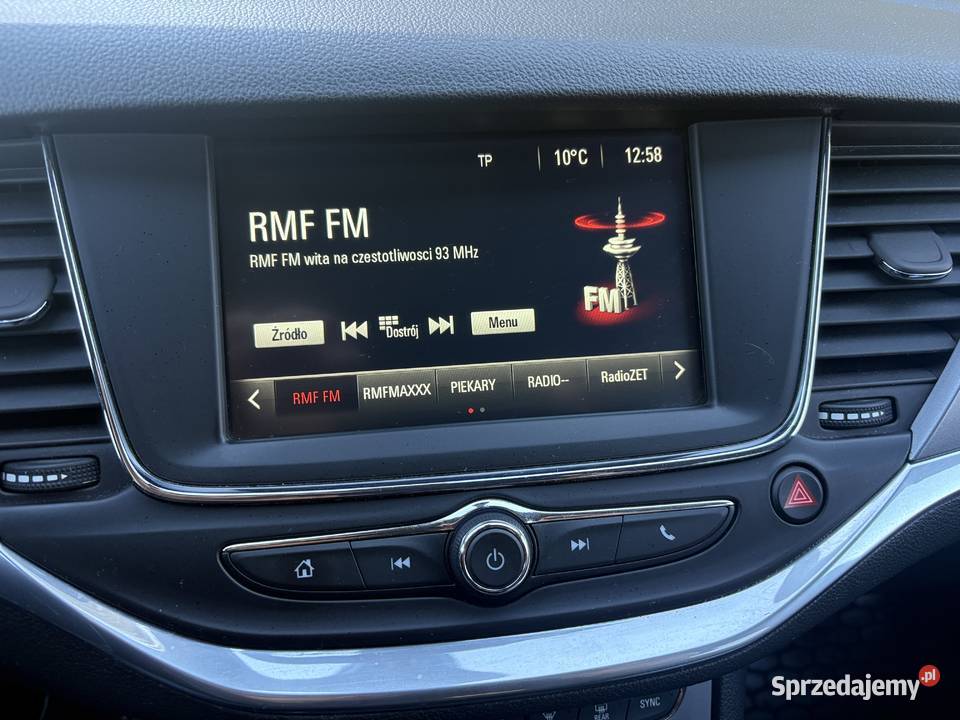 TP 10°C 12:58
RMF FM
RMF FM wita na czestotliwosci 93 MHz
FM
Źródło Dostrój Menu
RMF FM RMFMAXXX PIEKARY RADIO-- RadioZET
REAR SYNC
Sprzedajemy.pl